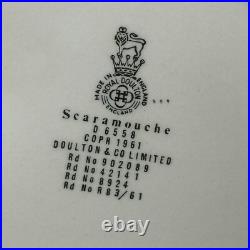 MADE IN ENGLAND
ROYAL DOULTON
ENGLAND
Scaramouche
D 6558
COPR 1961
DOULTON & CO LIMITED
Rd No 902089
Rd No 42141
Rd No 8924
Rd No R83/61